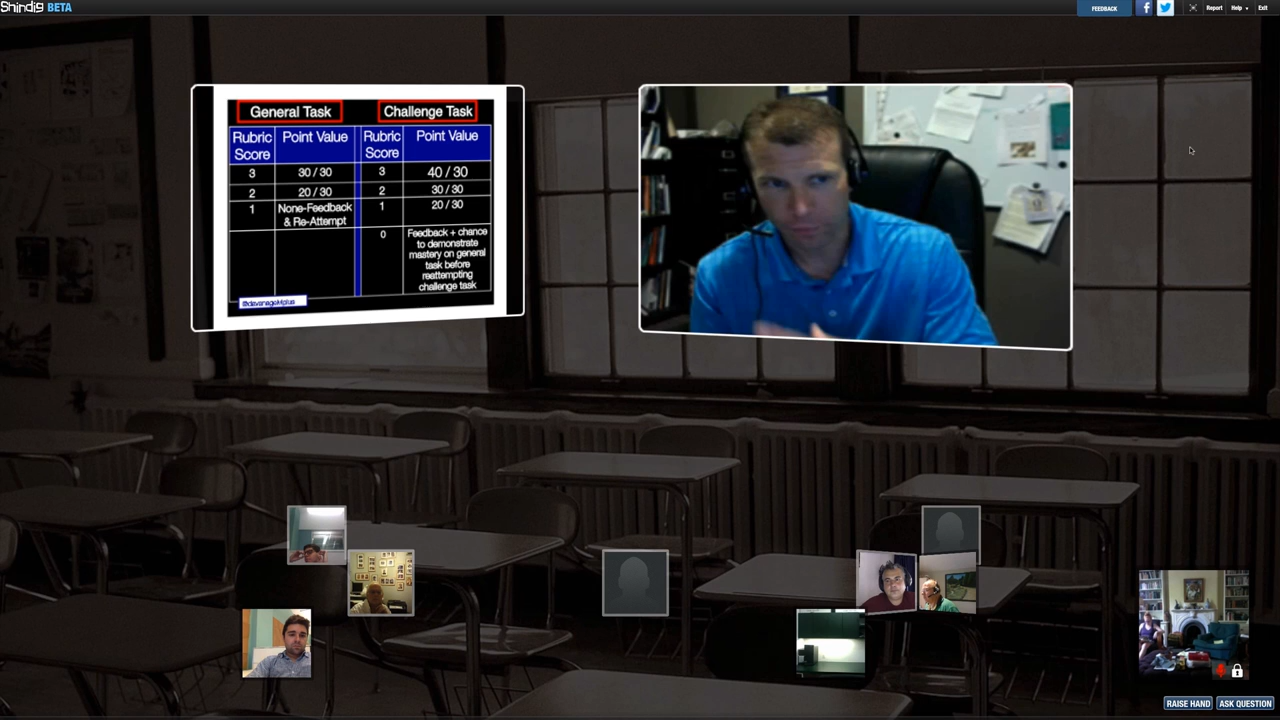 Shindig BETA
FEEDBACK
Report
Help
Exit
General Task
Challenge Task
Rubric Score
Point Value
Rubric Score
Point Value
3
30 / 30
3
40 / 30
2
20 / 30
2
30 / 30
1
None-Feedback
& Re-Attempt
1
20 / 30
0
Feedback + chance
to demonstrate
mastery on general
task before
reattempting
challenge task
RAISE HAND
ASK QUESTION